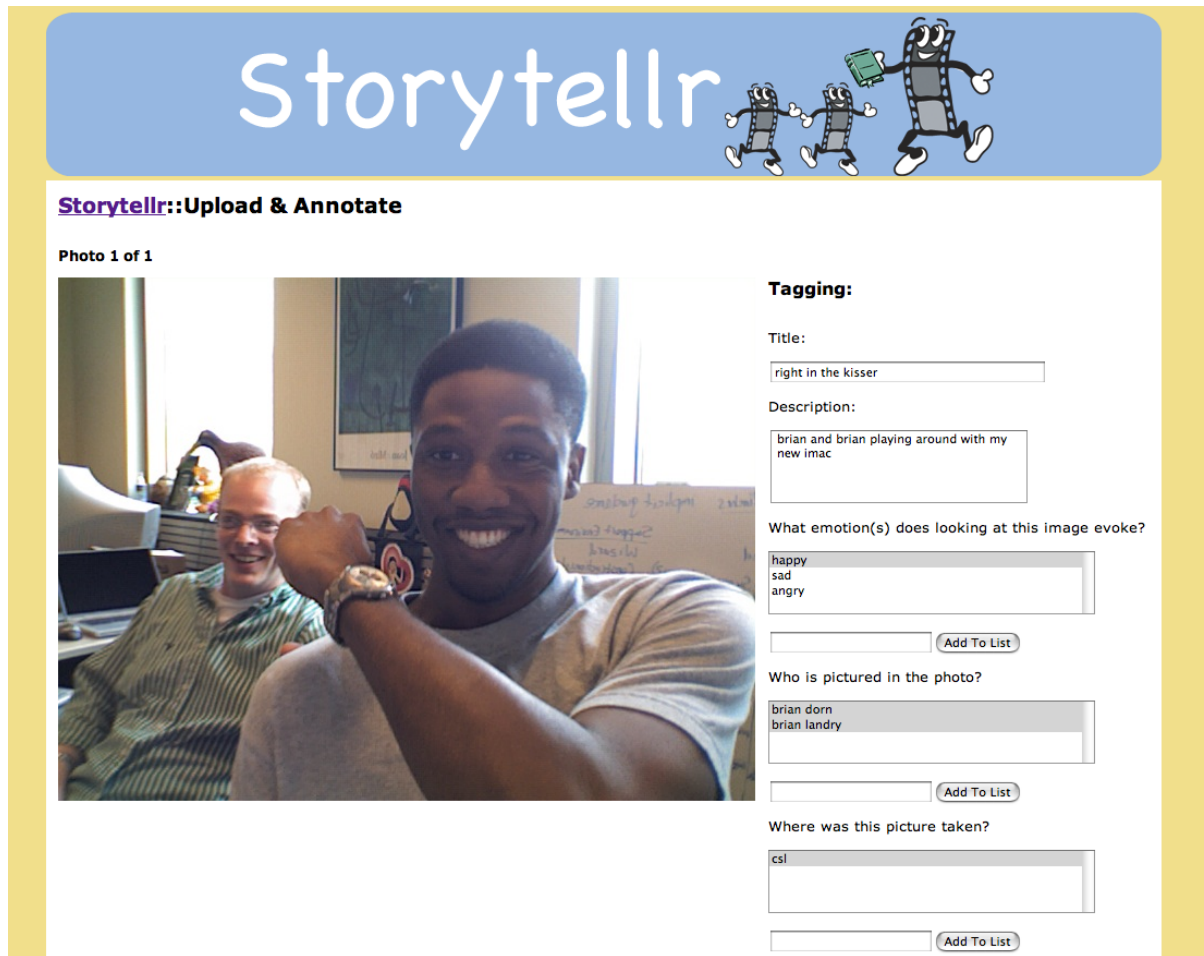 Storytellr
Storytellr::Upload & Annotate
Photo 1 of 1
Tagging:
Title:
right in the kisser
Description:
brian and brian playing around with my
new imac
What emotion(s) does looking at this image evoke?
happy
sad
angry
Add To List
Who is pictured in the photo?
brian dorn
brian landry
Add To List
Where was this picture taken?
csl
Add To List